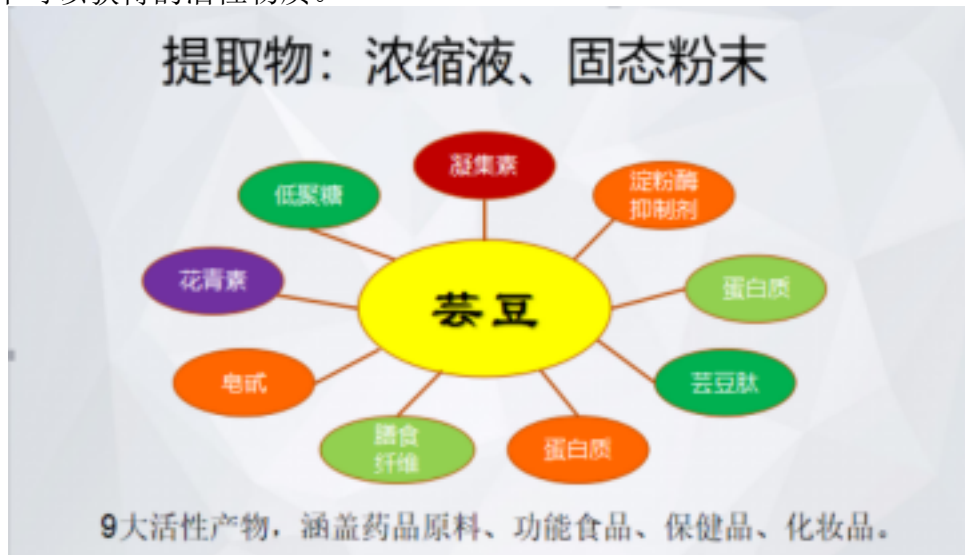 提取物：浓缩液、固态粉末
凝集素
低聚糖
淀粉酶
抑制剂
花青素
蛋白质
芸豆
皂甙
芸豆肽
膳食
纤维
蛋白质
9大活性产物，涵盖药品原料、功能食品、保健品、化妆品。